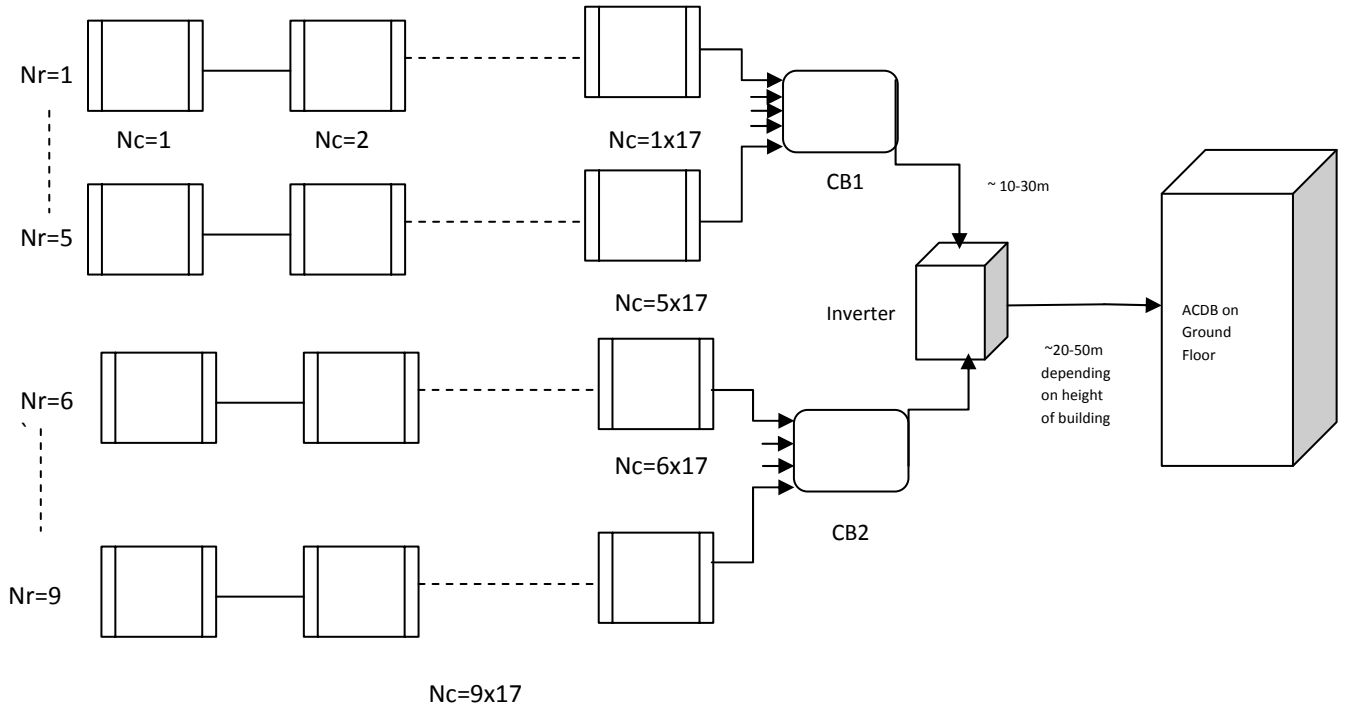 Nr=1
Nc=1
Nc=2
Nc=1x17
CB1
~ 10-30m
Nr=5
Nc=5x17
Inverter
ACDB on
Ground
Floor
~20-50m
depending
on height
of building
Nr=6
`
Nc=6x17
CB2
Nr=9
Nc=9x17